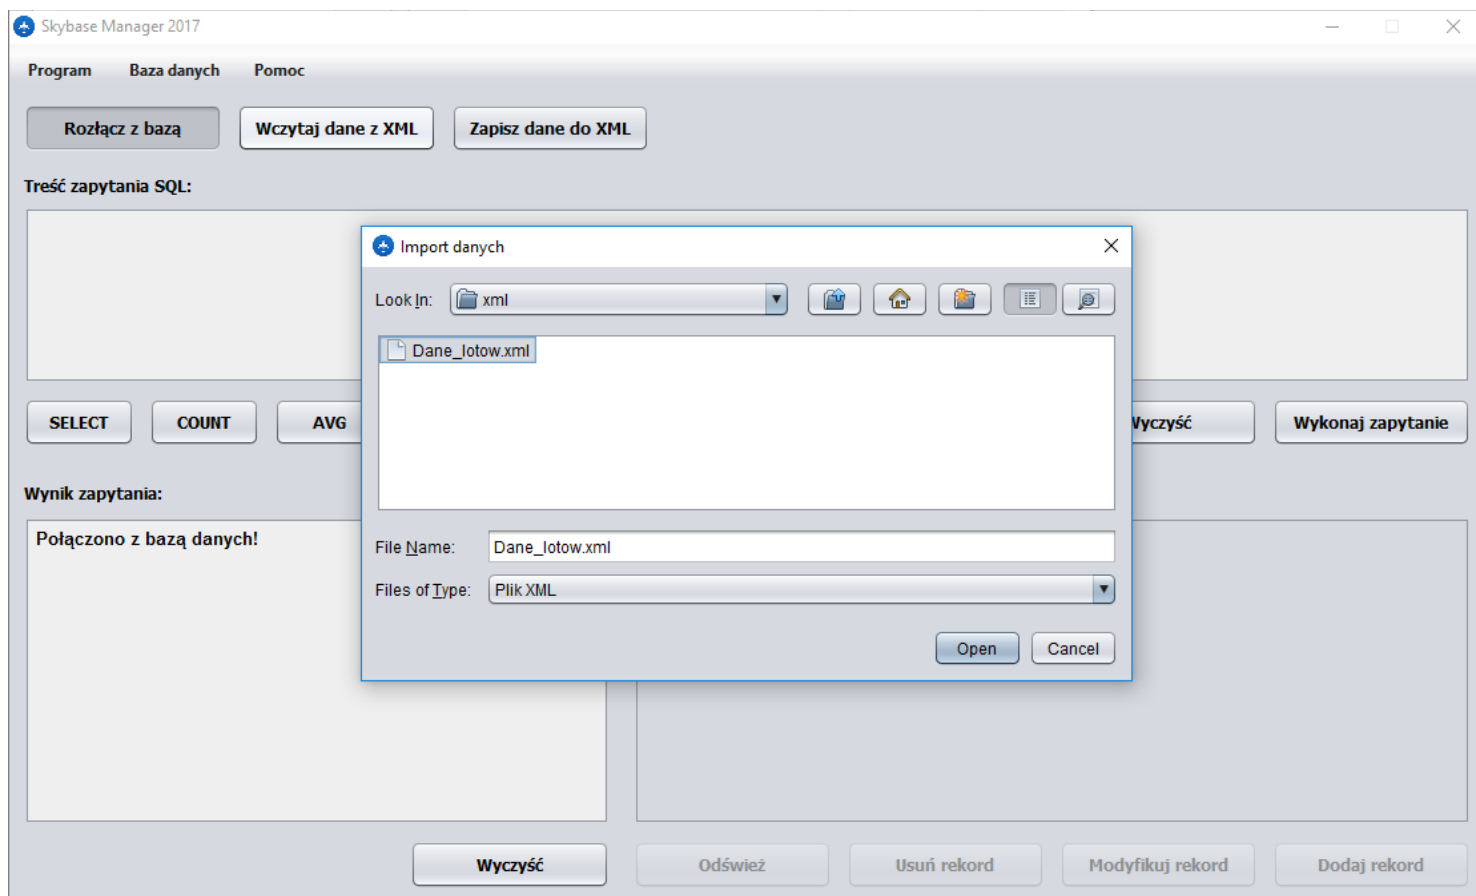 Skybase Manager 2017
Program Baza danych Pomoc
Rozłącz z bazą Wczytaj dane z XML Zapisz dane do XML
Treść zapytania SQL:
Import danych
Look In: xml
Dane_lotow.xml
SELECT COUNT AVG Wyczyść Wykonaj zapytanie
Wynik zapytania:
Połączono z bazą danych!
File Name: Dane_lotow.xml
Files of Type: Plik XML
Open Cancel
Wyczyść Odśwież Usuń rekord Modyfikuj rekord Dodaj rekord